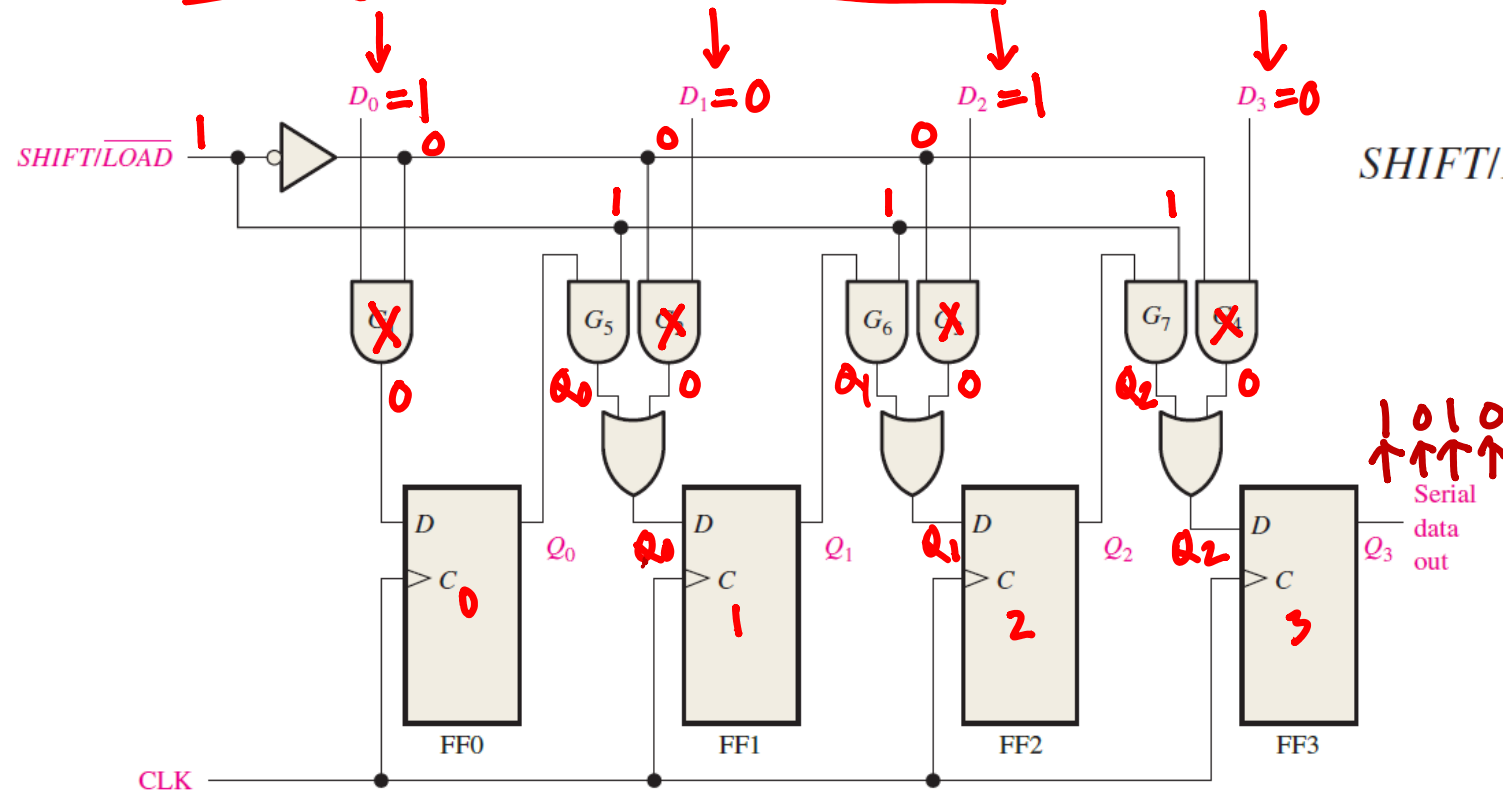 D0 = 1 D1 = 0 D2 = 1 D3 = 0
1 0 0 0
SHIFT/LOAD SHIFT/
1 1 1
G5 G6 G7 G4
Q0 0 Q1 0 Q2 0
0
1 0 1 0
Serial
data
out
D D D D
Q0 Q0 Q1 Q1 Q2 Q2 Q3
C C C C
0 1 2 3
FF0 FF1 FF2 FF3
CLK